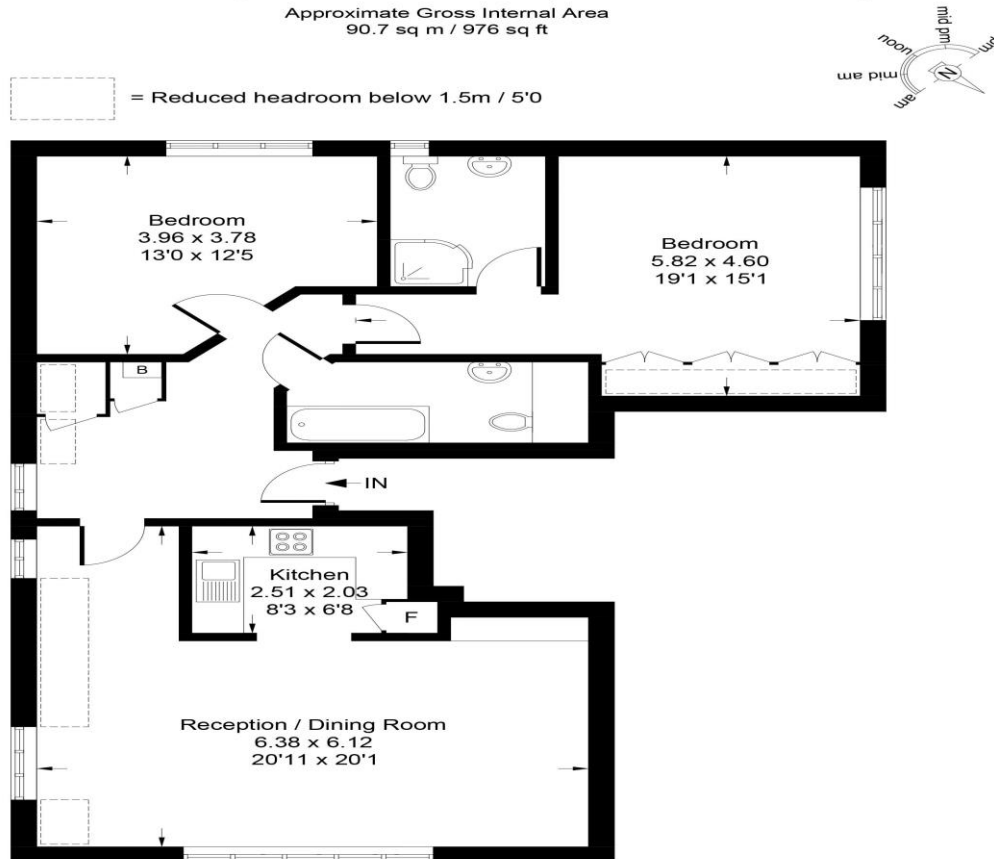 Approximate Gross Internal Area
90.7 sq m / 976 sq ft
mid pm
pm
noon
mid am
am
N
= Reduced headroom below 1.5m / 5'0
Bedroom
3.96 x 3.78
13'0 x 12'5
Bedroom
5.82 x 4.60
19'1 x 15'1
B
IN
Kitchen
2.51 x 2.03
8'3 x 6'8
F
Reception / Dining Room
6.38 x 6.12
20'11 x 20'1